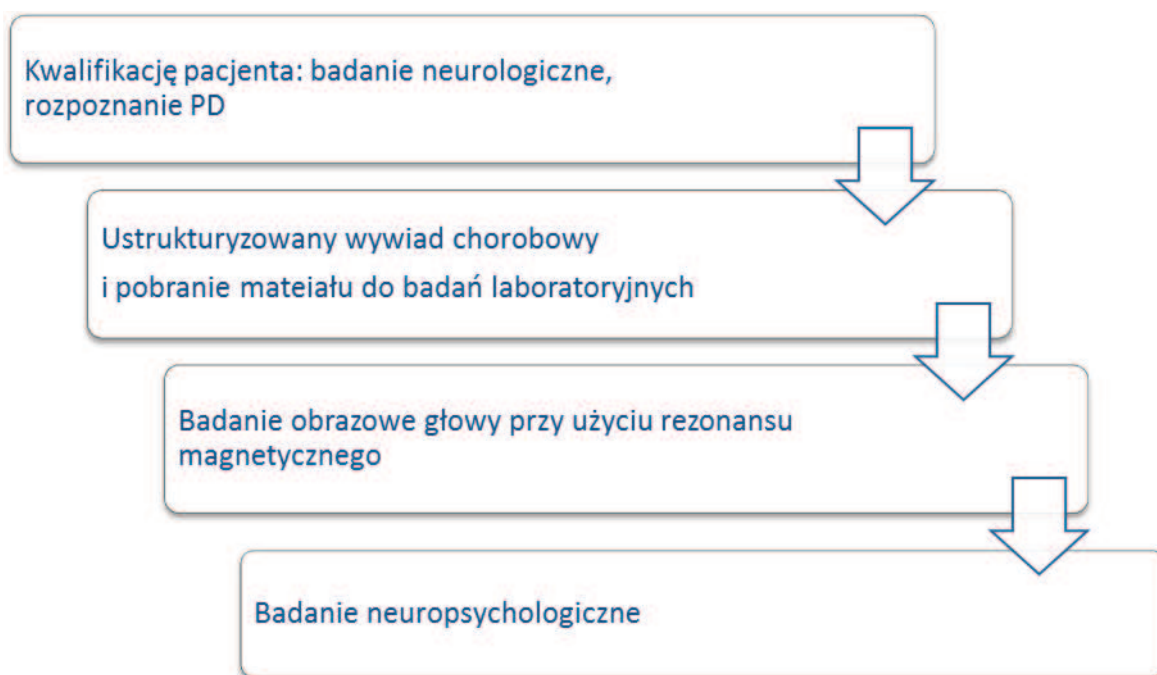 Kwalifikację pacjenta: badanie neurologiczne,
rozpoznanie PD
Ustrukturyzowany wywiad chorobowy
i pobranie mateiału do badań laboratoryjnych
Badanie obrazowe głowy przy użyciu rezonansu
magnetycznego
Badanie neuropsychologiczne